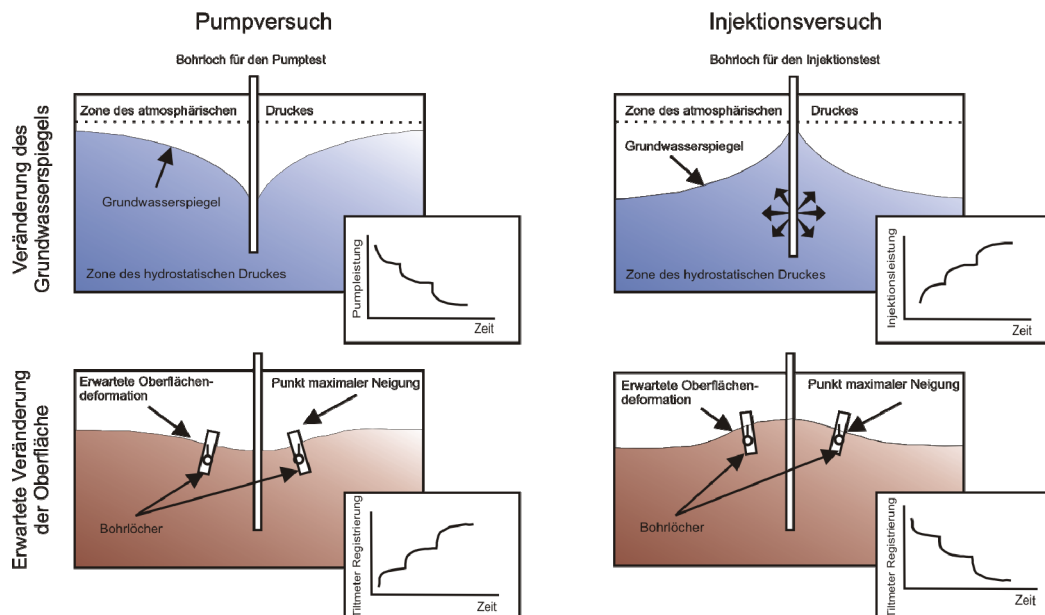 Pumpversuch
Bohrloch für den Pumptest
Zone des atmosphärischen Druckes
Grundwasserspiegel
Zone des hydrostatischen Druckes
Pumpleistung
Zeit
Injektionsversuch
Bohrloch für den Injektionstest
Zone des atmosphärischen Druckes
Grundwasserspiegel
Zone des hydrostatischen Druckes
Injektionsleistung
Zeit
Veränderung des
Grundwasserspiegels
Erwartete Veränderung
der Oberfläche
Erwartete Oberflächen-
deformation
Punkt maximaler Neigung
Bohrlöcher
Tiltmeter Registrierung
Zeit
Erwartete Oberflächen-
deformation
Punkt maximaler Neigung
Bohrlöcher
Tiltmeter Registrierung
Zeit